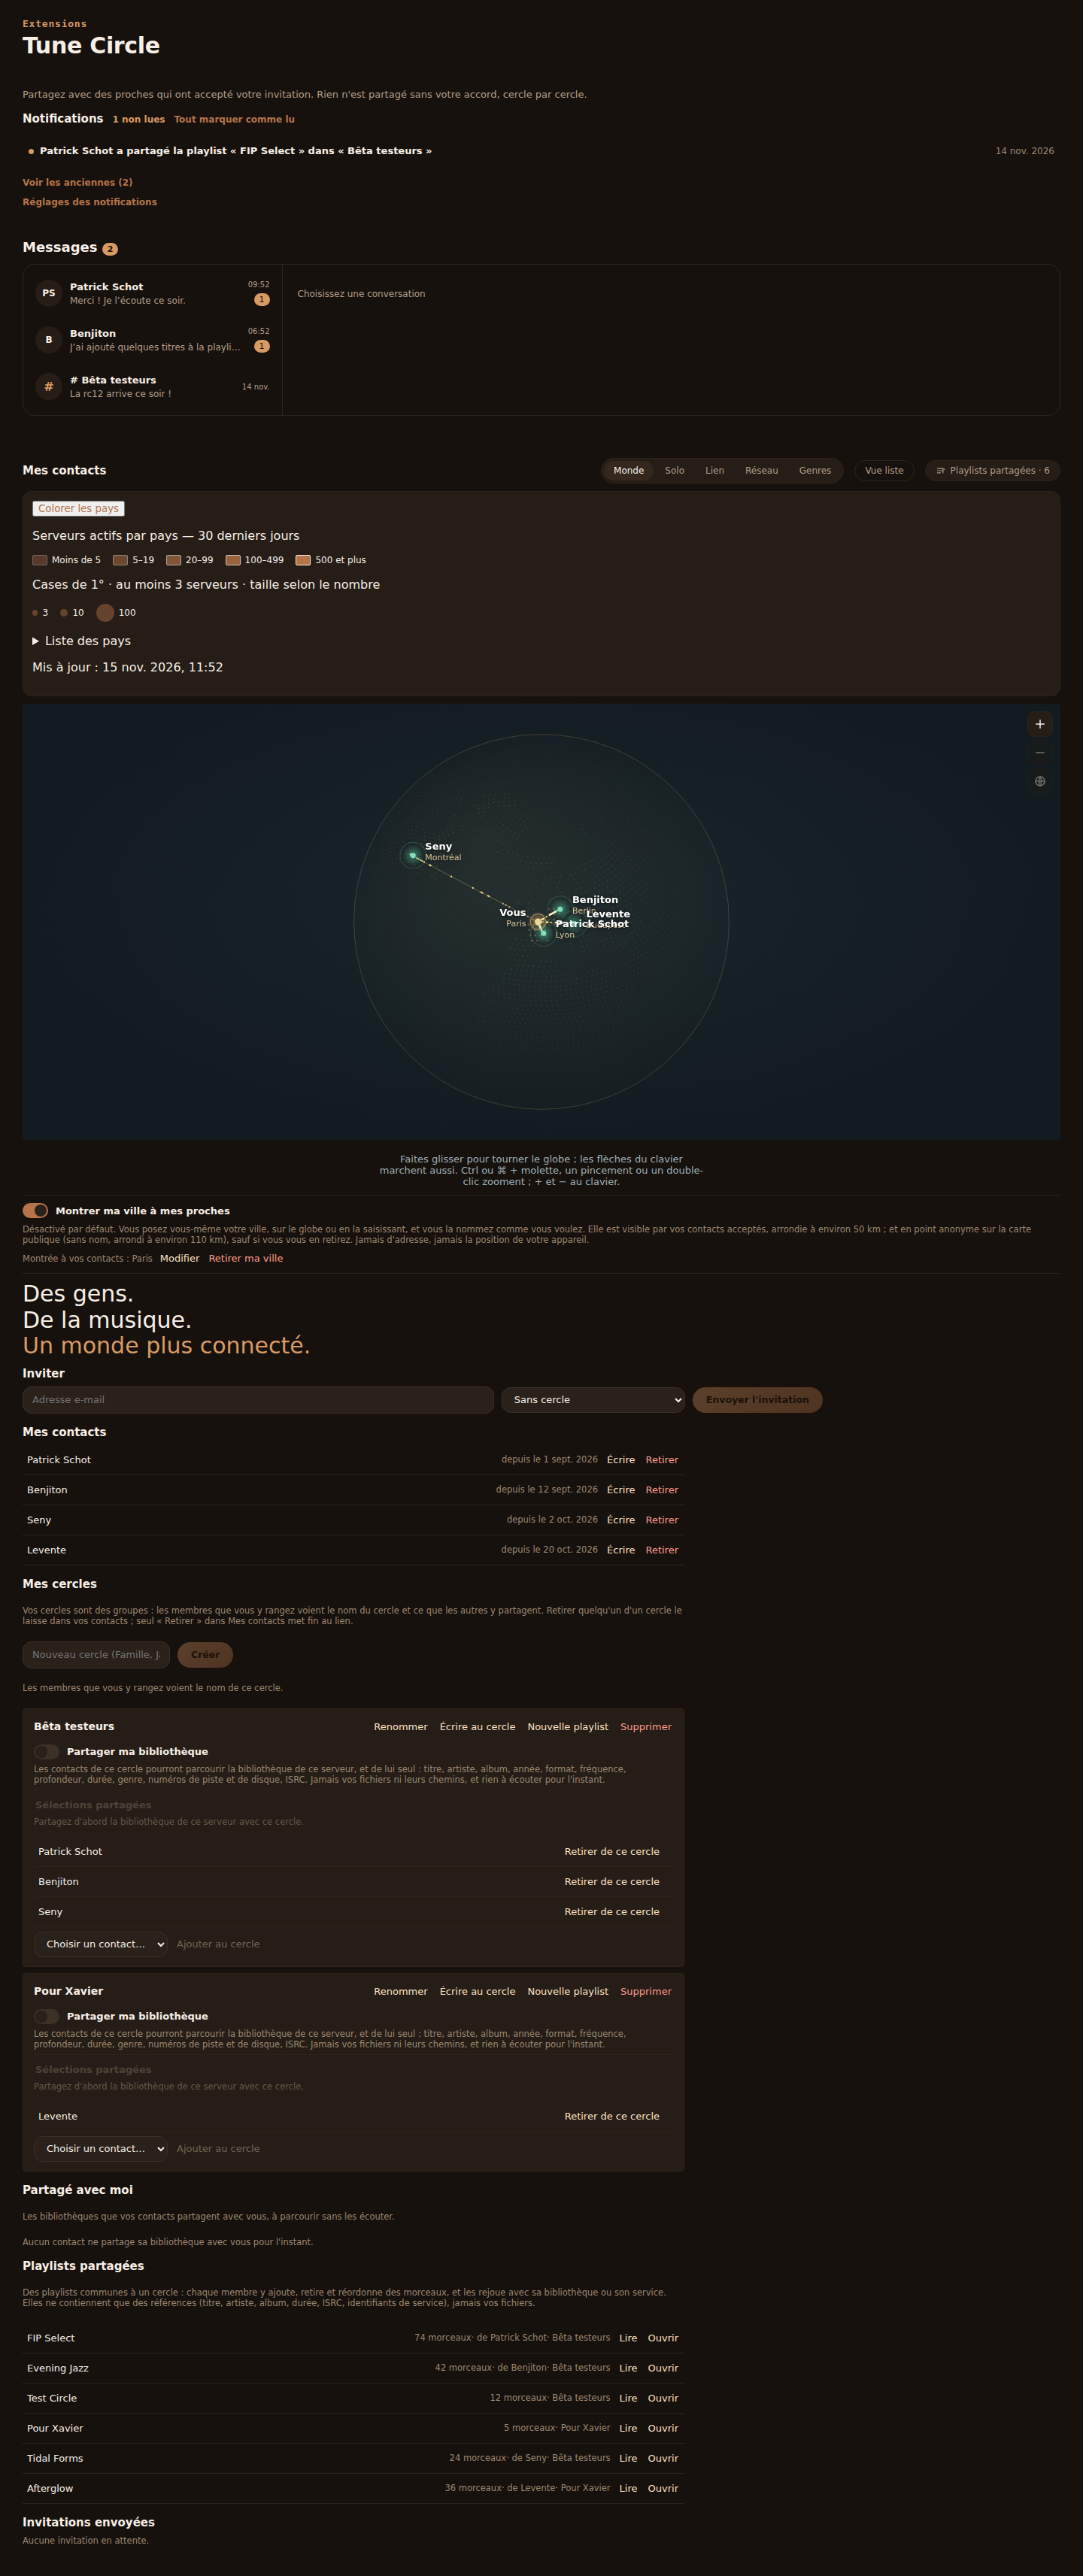 Extensions
Tune Circle
Partagez avec des proches qui ont accepté votre invitation. Rien n'est partagé sans votre accord, cercle par cercle.
Notifications 1 non lues Tout marquer comme lu
Patrick Schot a partagé la playlist « FIP Select » dans « Bêta testeurs » 14 nov. 2026
Voir les anciennes (2)
Réglages des notifications
Messages 2
PS Patrick Schot 09:52
Merci ! Je l'écoute ce soir. 1
B Benjiton 06:52
J'ai ajouté quelques titres à la playli… 1
# # Bêta testeurs 14 nov.
La rc12 arrive ce soir !
Choisissez une conversation
Mes contacts Monde Solo Lien Réseau Genres Vue liste Playlists partagées · 6
Colorer les pays
Serveurs actifs par pays — 30 derniers jours
Moins de 5 5–19 20–99 100–499 500 et plus
Cases de 1° · au moins 3 serveurs · taille selon le nombre
3 10 100
Liste des pays
Mis à jour : 15 nov. 2026, 11:52
+
−
Seny
Montréal
Benjiton
Berlin
Levente
Vous
Paris
Patrick Schot
Lyon
Faites glisser pour tourner le globe ; les flèches du clavier
marchent aussi. Ctrl ou ⌘ + molette, un pincement ou un double-
clic zooment ; + et − au clavier.
Montrer ma ville à mes proches
Désactivé par défaut. Vous posez vous-même votre ville, sur le globe ou en la saisissant, et vous la nommez comme vous voulez. Elle est visible par vos contacts acceptés, arrondie à environ 50 km ; et en point anonyme sur la carte
publique (sans nom, arrondi à environ 110 km), sauf si vous vous en retirez. Jamais d'adresse, jamais la position de votre appareil.
Montrée à vos contacts : Paris Modifier Retirer ma ville
Des gens.
De la musique.
Un monde plus connecté.
Inviter
Adresse e-mail Sans cercle Envoyer l'invitation
Mes contacts
Patrick Schot depuis le 1 sept. 2026 Écrire Retirer
Benjiton depuis le 12 sept. 2026 Écrire Retirer
Seny depuis le 2 oct. 2026 Écrire Retirer
Levente depuis le 20 oct. 2026 Écrire Retirer
Mes cercles
Vos cercles sont des groupes : les membres que vous y rangez voient le nom du cercle et ce que les autres y partagent. Retirer quelqu'un d'un cercle le
laisse dans vos contacts ; seul « Retirer » dans Mes contacts met fin au lien.
Nouveau cercle (Famille, Ja Créer
Les membres que vous y rangez voient le nom de ce cercle.
Bêta testeurs Renommer Écrire au cercle Nouvelle playlist Supprimer
Partager ma bibliothèque
Les contacts de ce cercle pourront parcourir la bibliothèque de ce serveur, et de lui seul : titre, artiste, album, année, format, fréquence,
profondeur, durée, genre, numéros de piste et de disque, ISRC. Jamais vos fichiers ni leurs chemins, et rien à écouter pour l'instant.
Sélections partagées
Partagez d'abord la bibliothèque de ce serveur avec ce cercle.
Patrick Schot Retirer de ce cercle
Benjiton Retirer de ce cercle
Seny Retirer de ce cercle
Choisir un contact… Ajouter au cercle
Pour Xavier Renommer Écrire au cercle Nouvelle playlist Supprimer
Partager ma bibliothèque
Les contacts de ce cercle pourront parcourir la bibliothèque de ce serveur, et de lui seul : titre, artiste, album, année, format, fréquence,
profondeur, durée, genre, numéros de piste et de disque, ISRC. Jamais vos fichiers ni leurs chemins, et rien à écouter pour l'instant.
Sélections partagées
Partagez d'abord la bibliothèque de ce serveur avec ce cercle.
Levente Retirer de ce cercle
Choisir un contact… Ajouter au cercle
Partagé avec moi
Les bibliothèques que vos contacts partagent avec vous, à parcourir sans les écouter.
Aucun contact ne partage sa bibliothèque avec vous pour l'instant.
Playlists partagées
Des playlists communes à un cercle : chaque membre y ajoute, retire et réordonne des morceaux, et les rejoue avec sa bibliothèque ou son service.
Elles ne contiennent que des références (titre, artiste, album, durée, ISRC, identifiants de service), jamais vos fichiers.
FIP Select 74 morceaux· de Patrick Schot· Bêta testeurs Lire Ouvrir
Evening Jazz 42 morceaux· de Benjiton· Bêta testeurs Lire Ouvrir
Test Circle 12 morceaux· Bêta testeurs Lire Ouvrir
Pour Xavier 5 morceaux· Pour Xavier Lire Ouvrir
Tidal Forms 24 morceaux· de Seny· Bêta testeurs Lire Ouvrir
Afterglow 36 morceaux· de Levente· Pour Xavier Lire Ouvrir
Invitations envoyées
Aucune invitation en attente.